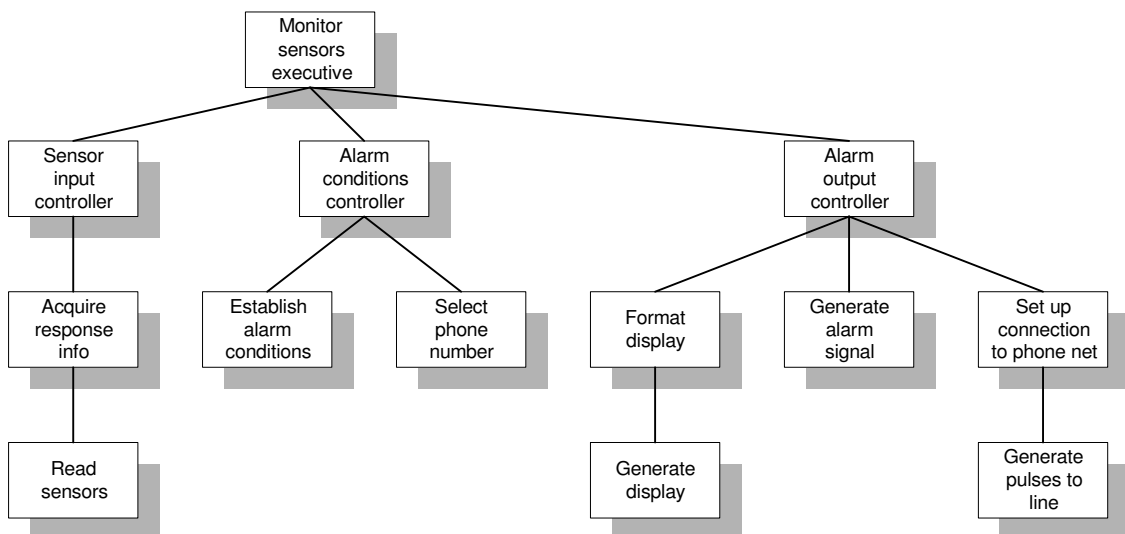 Monitor
sensors
executive
Sensor
input
controller
Alarm
conditions
controller
Alarm
output
controller
Acquire
response
info
Establish
alarm
conditions
Select
phone
number
Format
display
Generate
alarm
signal
Set up
connection
to phone net
Read
sensors
Generate
display
Generate
pulses to
line